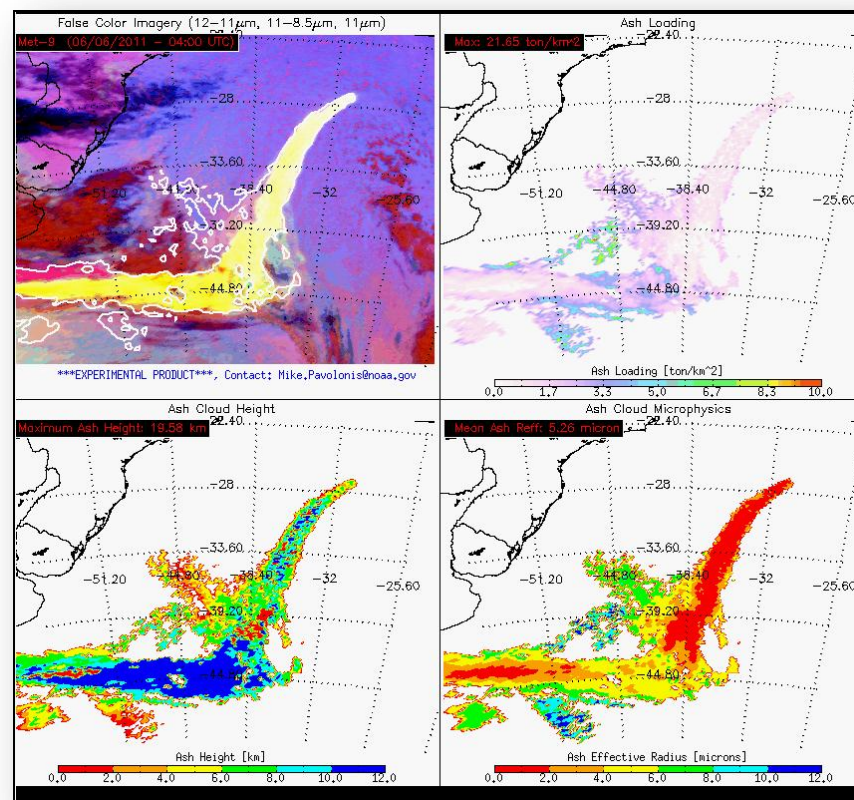 False Color Imagery (12−11μm, 11−8.5μm, 11μm)
Met−9 (06/06/2011 − 04:00 UTC)
−28
−33.60
−51.20 −44.80 −38.40 −32 −25.60
−39.20
−44.80
***EXPERIMENTAL PRODUCT***, Contact: Mike.Pavolonis@noaa.gov
Ash Loading
Max: 21.65 ton/km^2
−22.40
−28
−33.60
−51.20 −44.80 −38.40 −32 −25.60
−39.20
−44.80
Ash Loading [ton/km^2]
0.0 1.7 3.3 5.0 6.7 8.3 10.0
Ash Cloud Height
Maximum Ash Height: 19.58 km
−22.40
−28
−33.60
−51.20 −44.80 −38.40 −32 −25.60
−39.20
−44.80
Ash Height [km]
0.0 2.0 4.0 6.0 8.0 10.0 12.0
Ash Cloud Microphysics
Mean Ash Reff: 5.26 micron
−22.40
−28
−33.60
−51.20 −44.80 −38.40 −32 −25.60
−39.20
−44.80
Ash Effective Radius [microns]
0.0 2.0 4.0 6.0 8.0 10.0 12.0